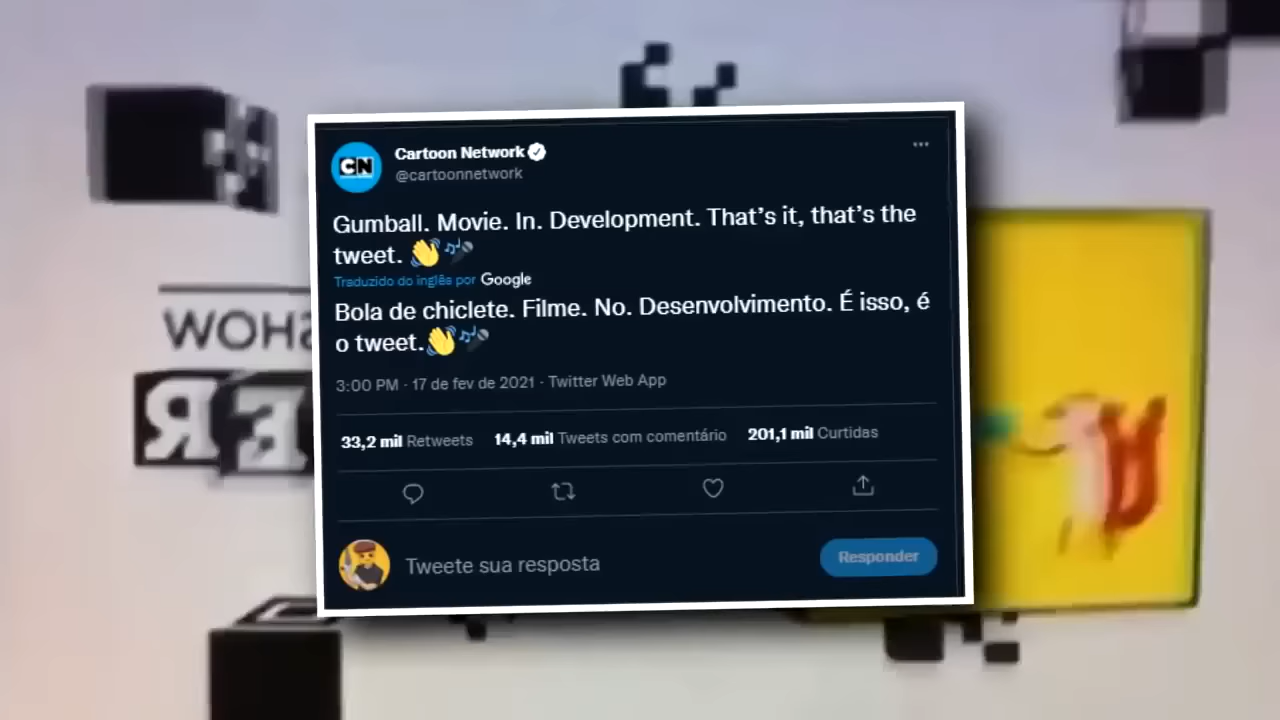 CN
Cartoon Network
@cartoonnetwork
Gumball. Movie. In. Development. That's it, that's the
tweet. 👋🎤
Traduzido do inglês por Google
Bola de chiclete. Filme. No. Desenvolvimento. É isso, é
o tweet.👋🎤
3:00 PM · 17 de fev de 2021 · Twitter Web App
33,2 mil Retweets 14,4 mil Tweets com comentário 201,1 mil Curtidas
Tweete sua resposta
Responder